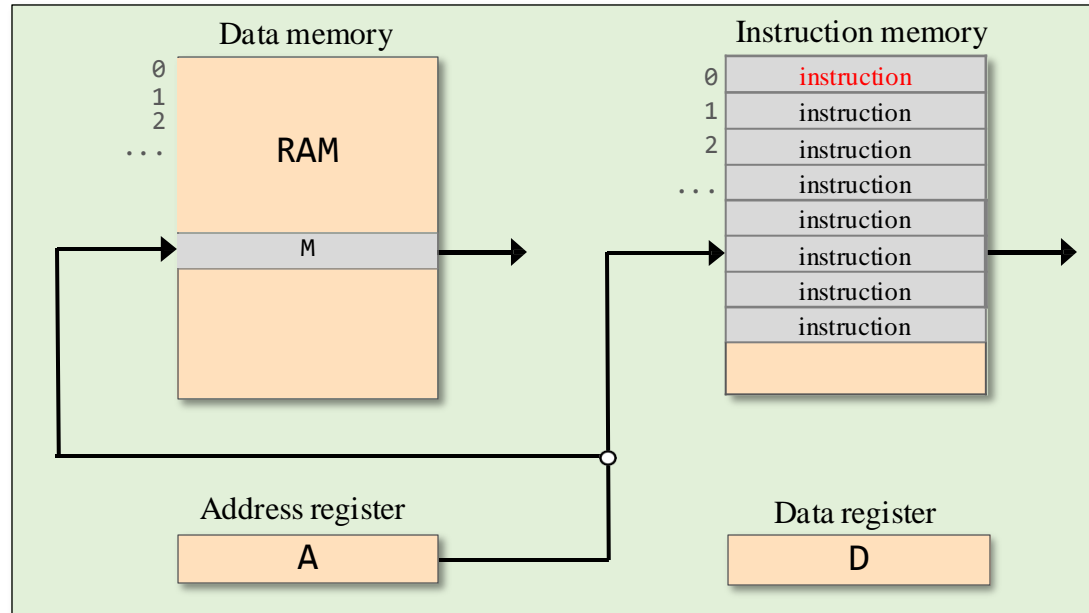 Data memory
0
1
2
...
RAM
M
Instruction memory
0
1
2
...
instruction
instruction
instruction
instruction
instruction
instruction
instruction
instruction
Address register
A
Data register
D